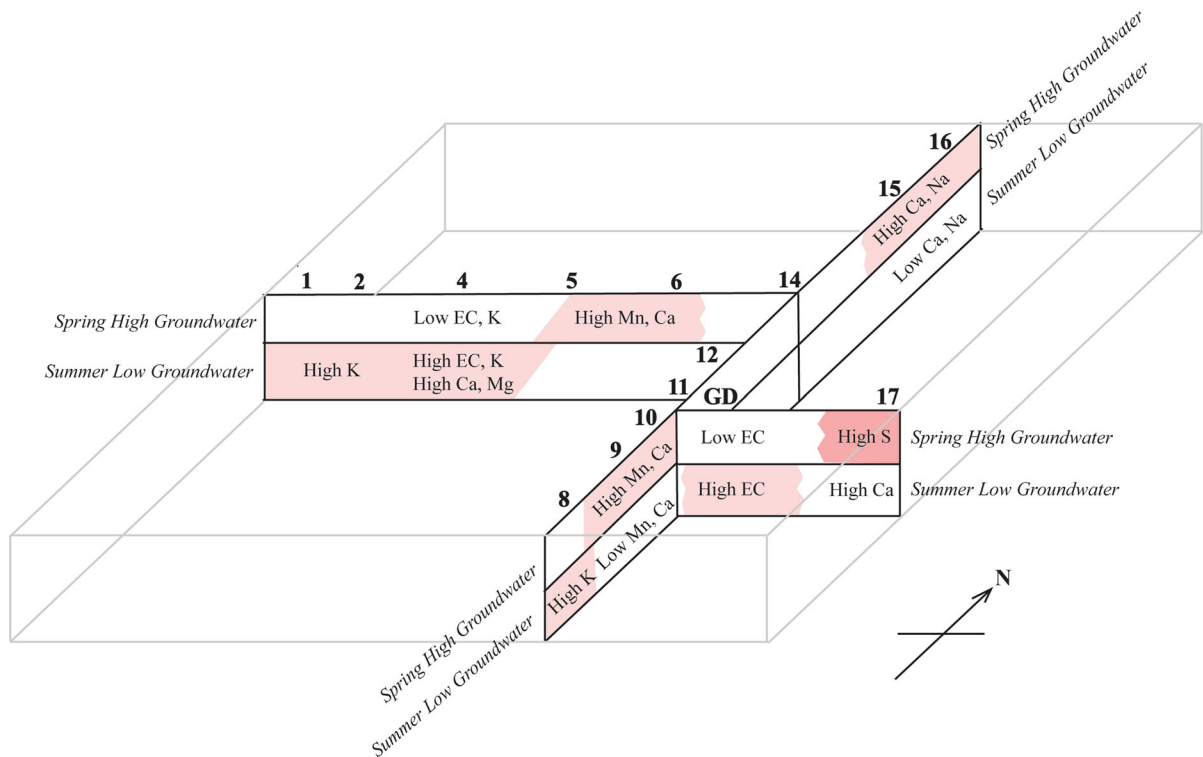 Spring High Groundwater
Summer Low Groundwater
16
15
High Ca, Na
Low Ca, Na
1
2
4
5
6
14
Spring High Groundwater
Low EC, K
High Mn, Ca
Summer Low Groundwater
High K
High EC, K
High Ca, Mg
12
11
GD
17
10
9
8
Low EC
High S
Spring High Groundwater
High Mn, Ca
High EC
High Ca
Summer Low Groundwater
Low Mn, Ca
High K
N
Spring High Groundwater
Summer Low Groundwater